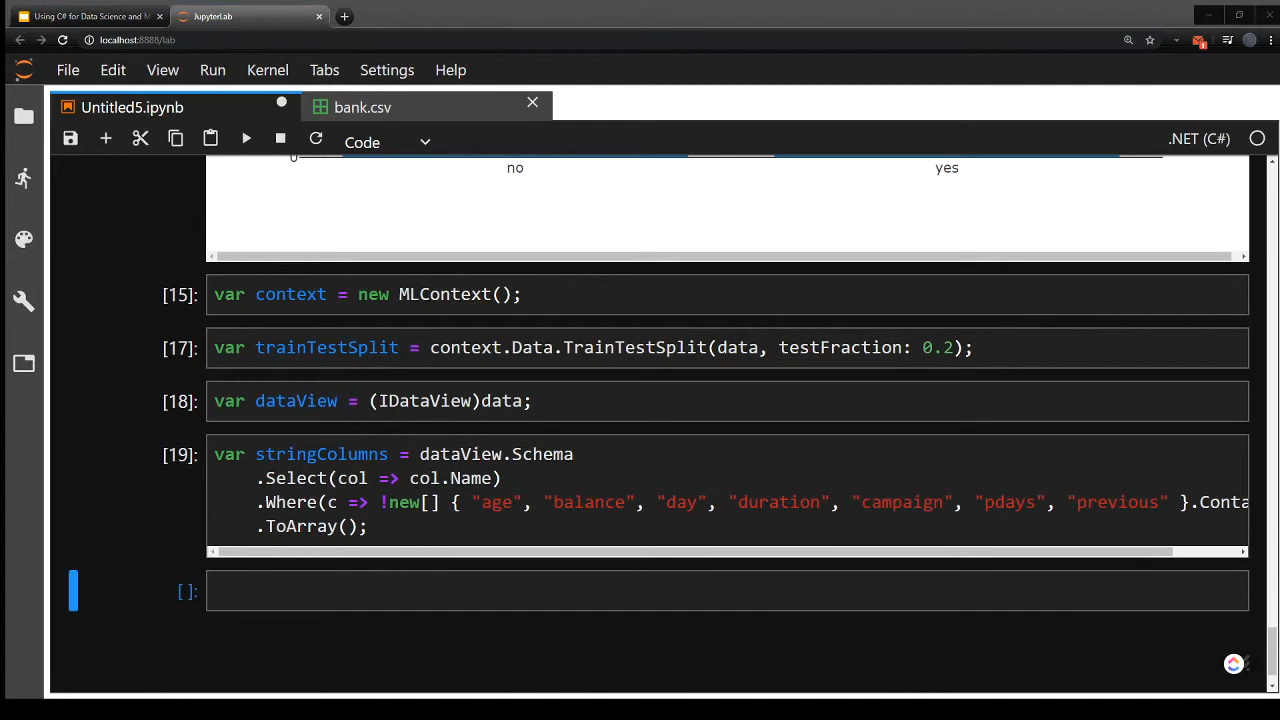 Using C# for Data Science and M
JupyterLab
localhost:8888/lab
File Edit View Run Kernel Tabs Settings Help
Untitled5.ipynb
bank.csv
Code
.NET (C#)
0
no yes
[15]: var context = new MLContext();
[17]: var trainTestSplit = context.Data.TrainTestSplit(data, testFraction: 0.2);
[18]: var dataView = (IDataView)data;
[19]: var stringColumns = dataView.Schema
.Select(col => col.Name)
.Where(c => !new[] { "age", "balance", "day", "duration", "campaign", "pdays", "previous" }.Conta
.ToArray();
[ ]: